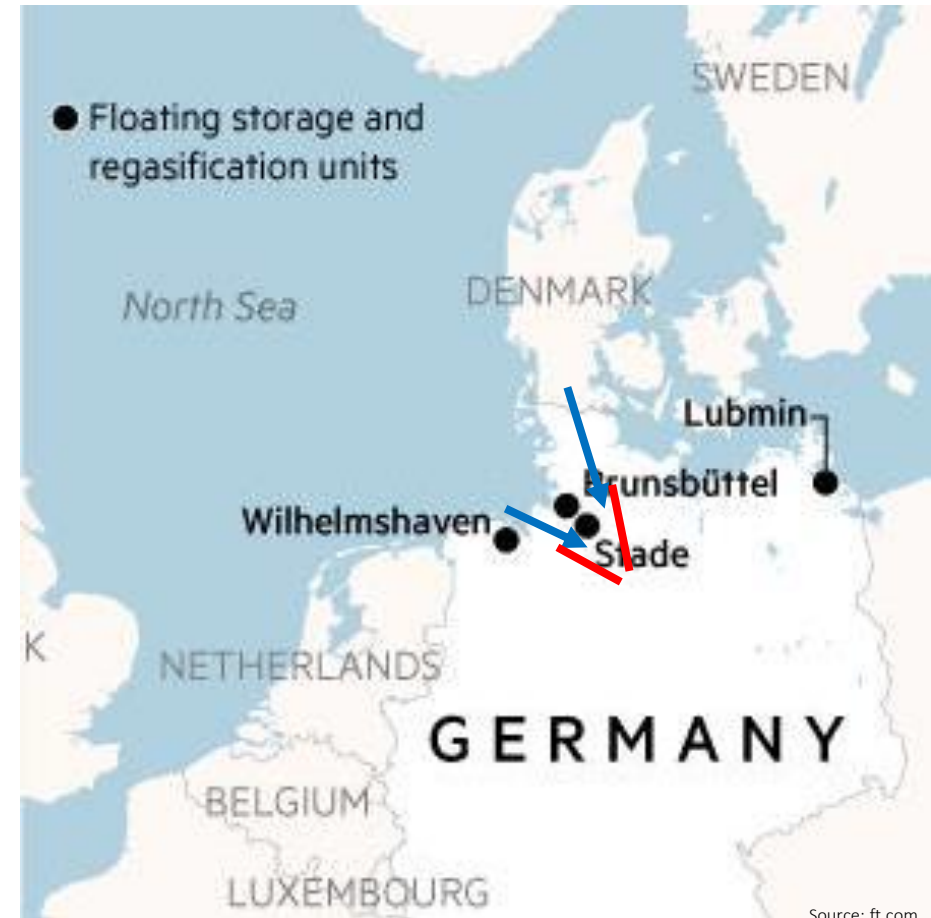 SWEDEN
Floating storage and
regasification units
DENMARK
North Sea
Lubmin
Brunsbüttel
Wilhelmshaven
Stade
K
NETHERLANDS
GERMANY
BELGIUM
LUXEMBOURG
Source: ft.com